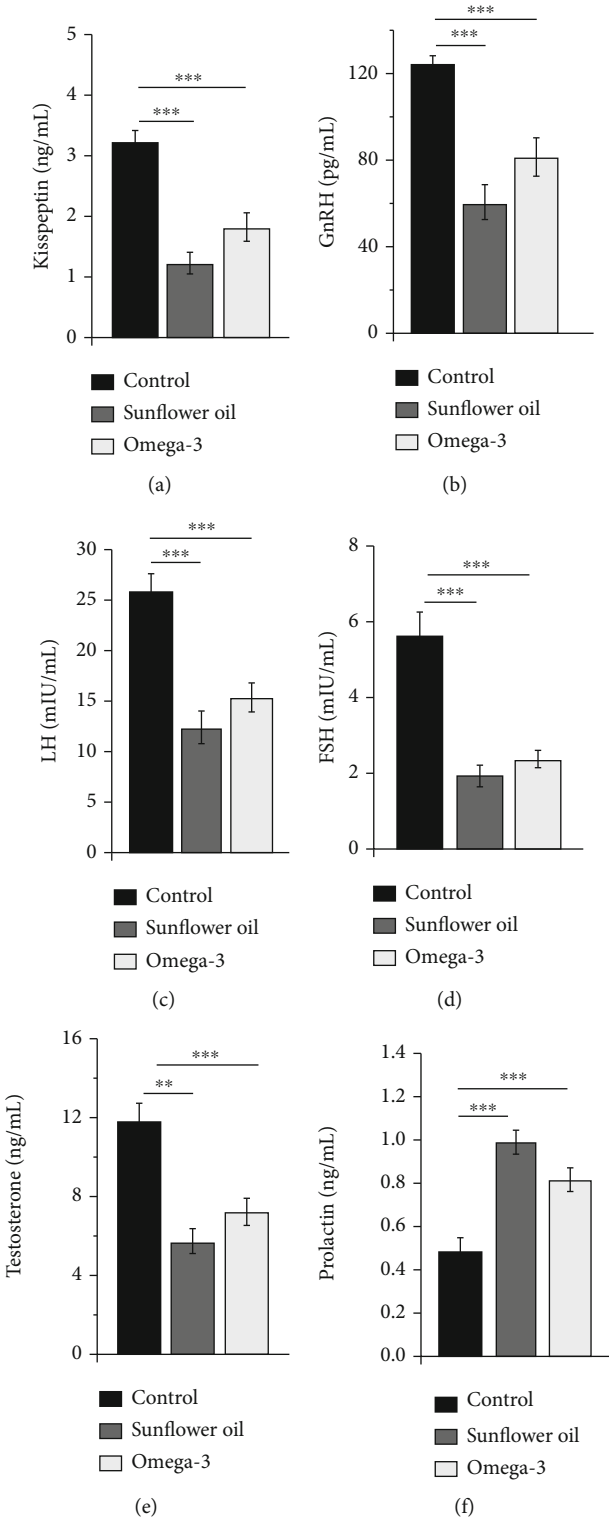 5
4
3
2
1
0
Kisspeptin (ng/mL)
***
***
Control
Sunflower oil
Omega-3
(a)
120
80
60
40
0
GnRH (pg/mL)
***
***
Control
Sunflower oil
Omega-3
(b)
30
25
20
15
10
5
0
LH (mIU/mL)
***
***
Control
Sunflower oil
Omega-3
(c)
8
6
4
2
0
FSH (mIU/mL)
***
***
Control
Sunflower oil
Omega-3
(d)
16
12
8
4
0
Testosterone (ng/mL)
***
**
Control
Sunflower oil
Omega-3
(e)
1.4
1.2
1.0
0.8
0.6
0.4
0.2
0.0
Prolactin (ng/mL)
***
***
Control
Sunflower oil
Omega-3
(f)